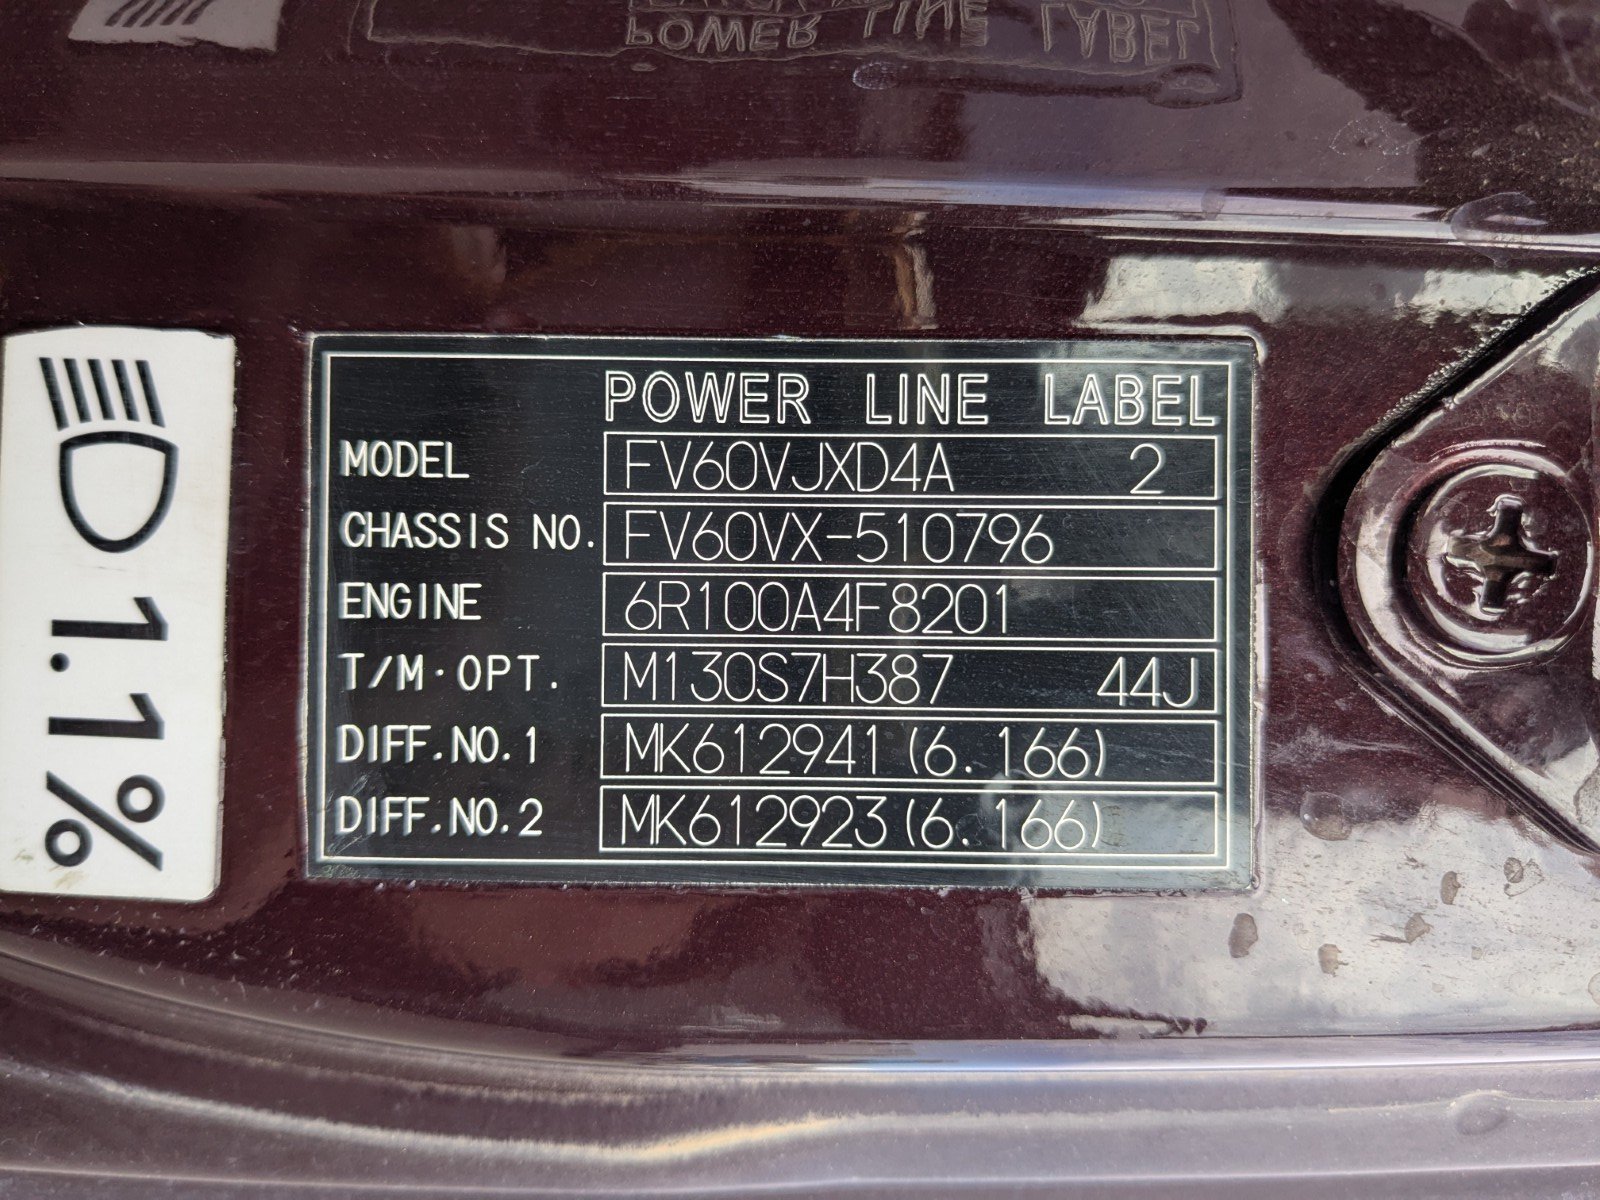 POWER LINE LABEL
MODEL FV60VJXD4A 2
CHASSIS NO. FV60VX-510796
ENGINE 6R100A4F8201
T/M·OPT. M130S7H387 44J
DIFF.NO.1 MK612941(6.166)
DIFF.NO.2 MK612923(6.166)
1.1%